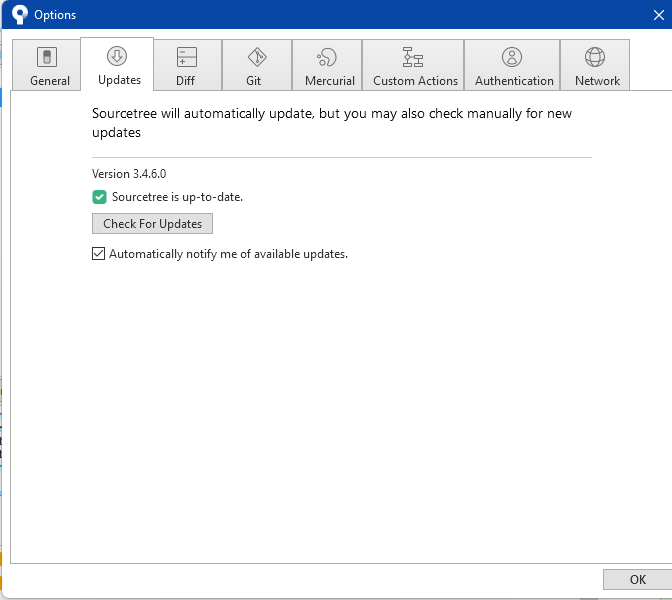 Options
General
Updates
Diff
Git
Mercurial
Custom Actions
Authentication
Network
Sourcetree will automatically update, but you may also check manually for new
updates
Version 3.4.6.0
Sourcetree is up-to-date.
Check For Updates
Automatically notify me of available updates.
OK